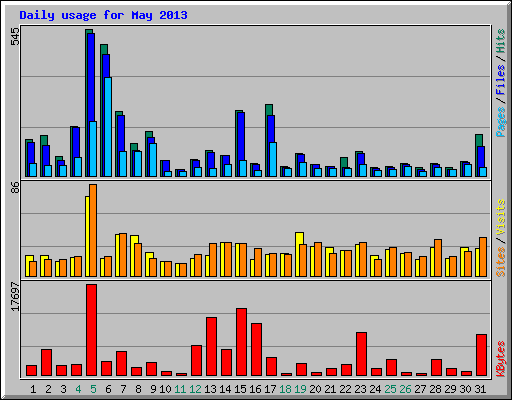 Daily usage for May 2013
545
Pages / Files / Hits
86
Sites / Visits
17697
KBytes
1 2 3 4 5 6 7 8 9 10 11 12 13 14 15 16 17 18 19 20 21 22 23 24 25 26 27 28 29 30 31